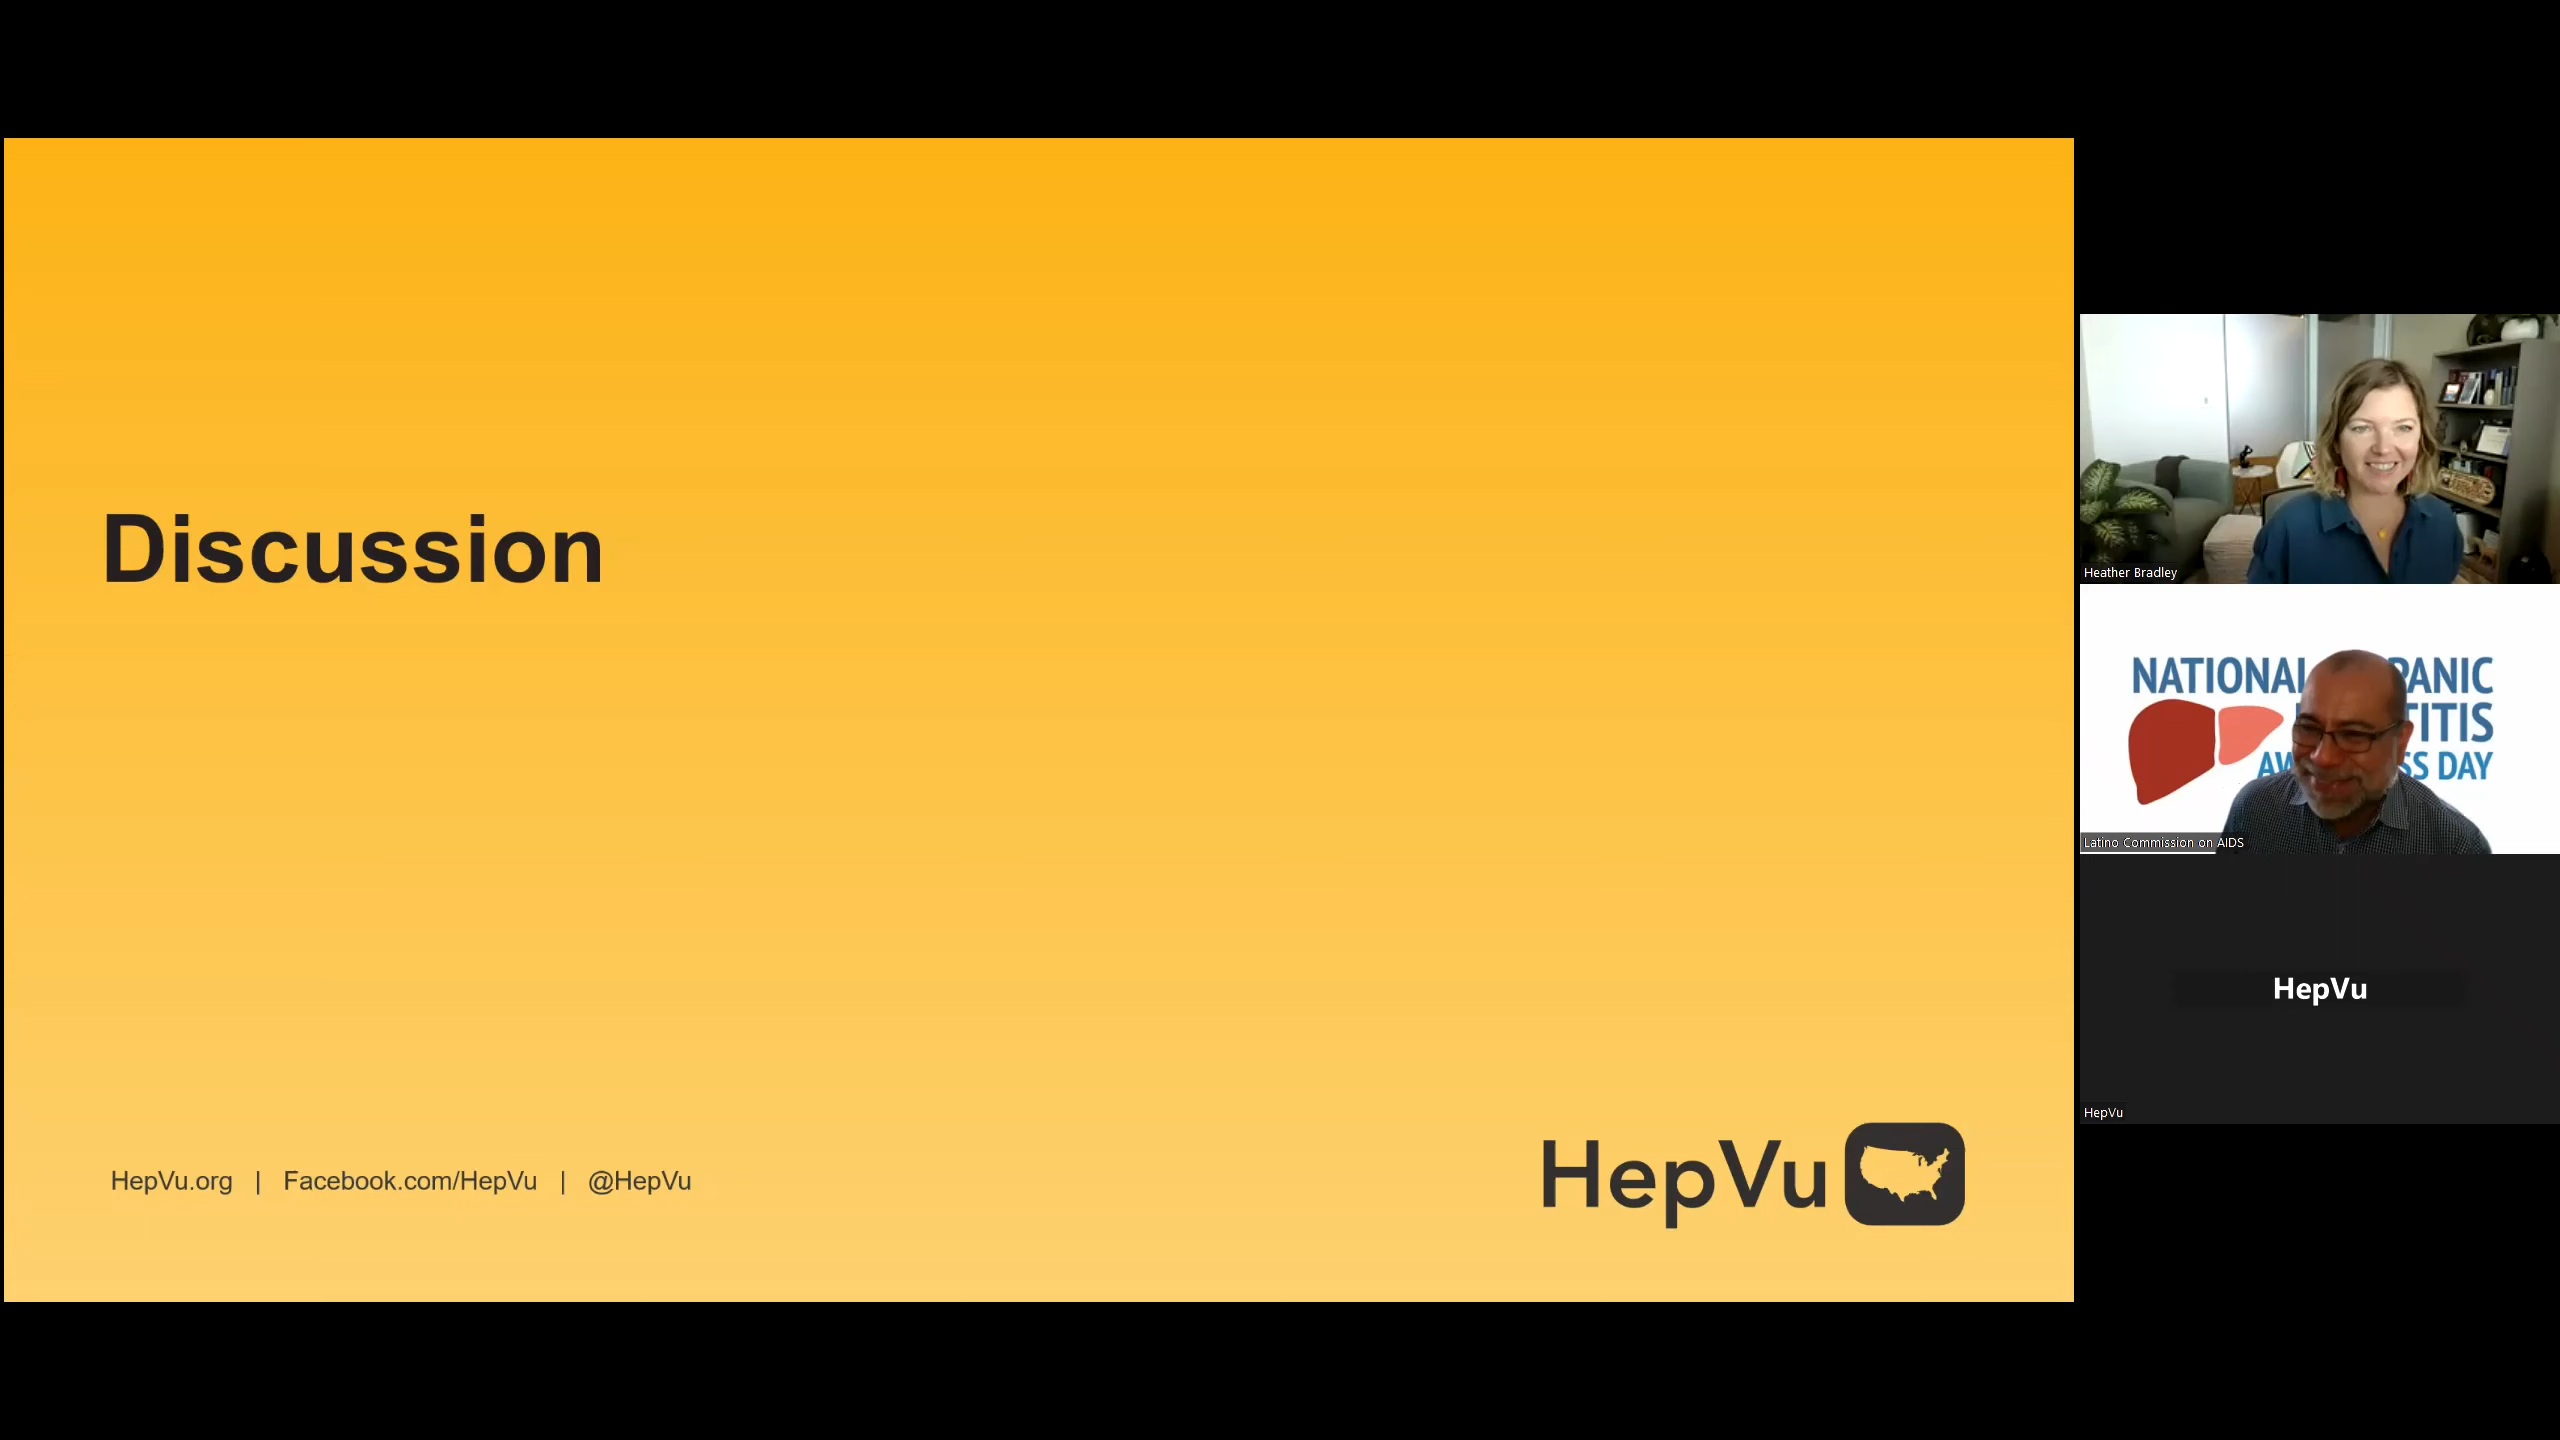 Discussion
HepVu.org | Facebook.com/HepVu | @HepVu
HepVu
Heather Bradley
NATIONAL PANIC
TITIS
AW SS DAY
Latino Commission on AIDS
HepVu
HepVu